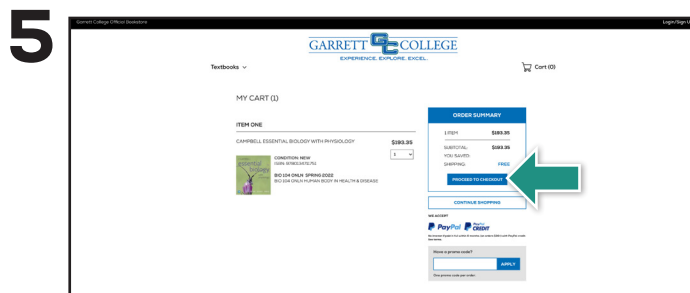 5
Garrett College Official Bookstore
Login/Sign U
GARRETT GC COLLEGE
EXPERIENCE. EXPLORE. EXCEL.
Textbooks
Cart (0)
MY CART (1)
ITEM ONE
CAMPBELL ESSENTIAL BIOLOGY WITH PHYSIOLOGY
$193.35
1
CONDITION: NEW
BIO 104 ONLN SPRING 2022
BIO 104 ONLN HUMAN BODY IN HEALTH & DISEASE
essential biology
ORDER SUMMARY
1 ITEM
$193.35
SUBTOTAL:
$193.35
YOU SAVED:
SHIPPING:
FREE
PROCEED TO CHECKOUT
CONTINUE SHOPPING
WE ACCEPT
PayPal
PayPal CREDIT
Have a promo code?
APPLY
One promo code per order.